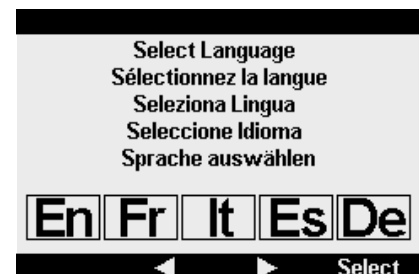 Select Language
Sélectionnez la langue
Seleziona Lingua
Seleccione Idioma
Sprache auswählen
En Fr It Es De
Select